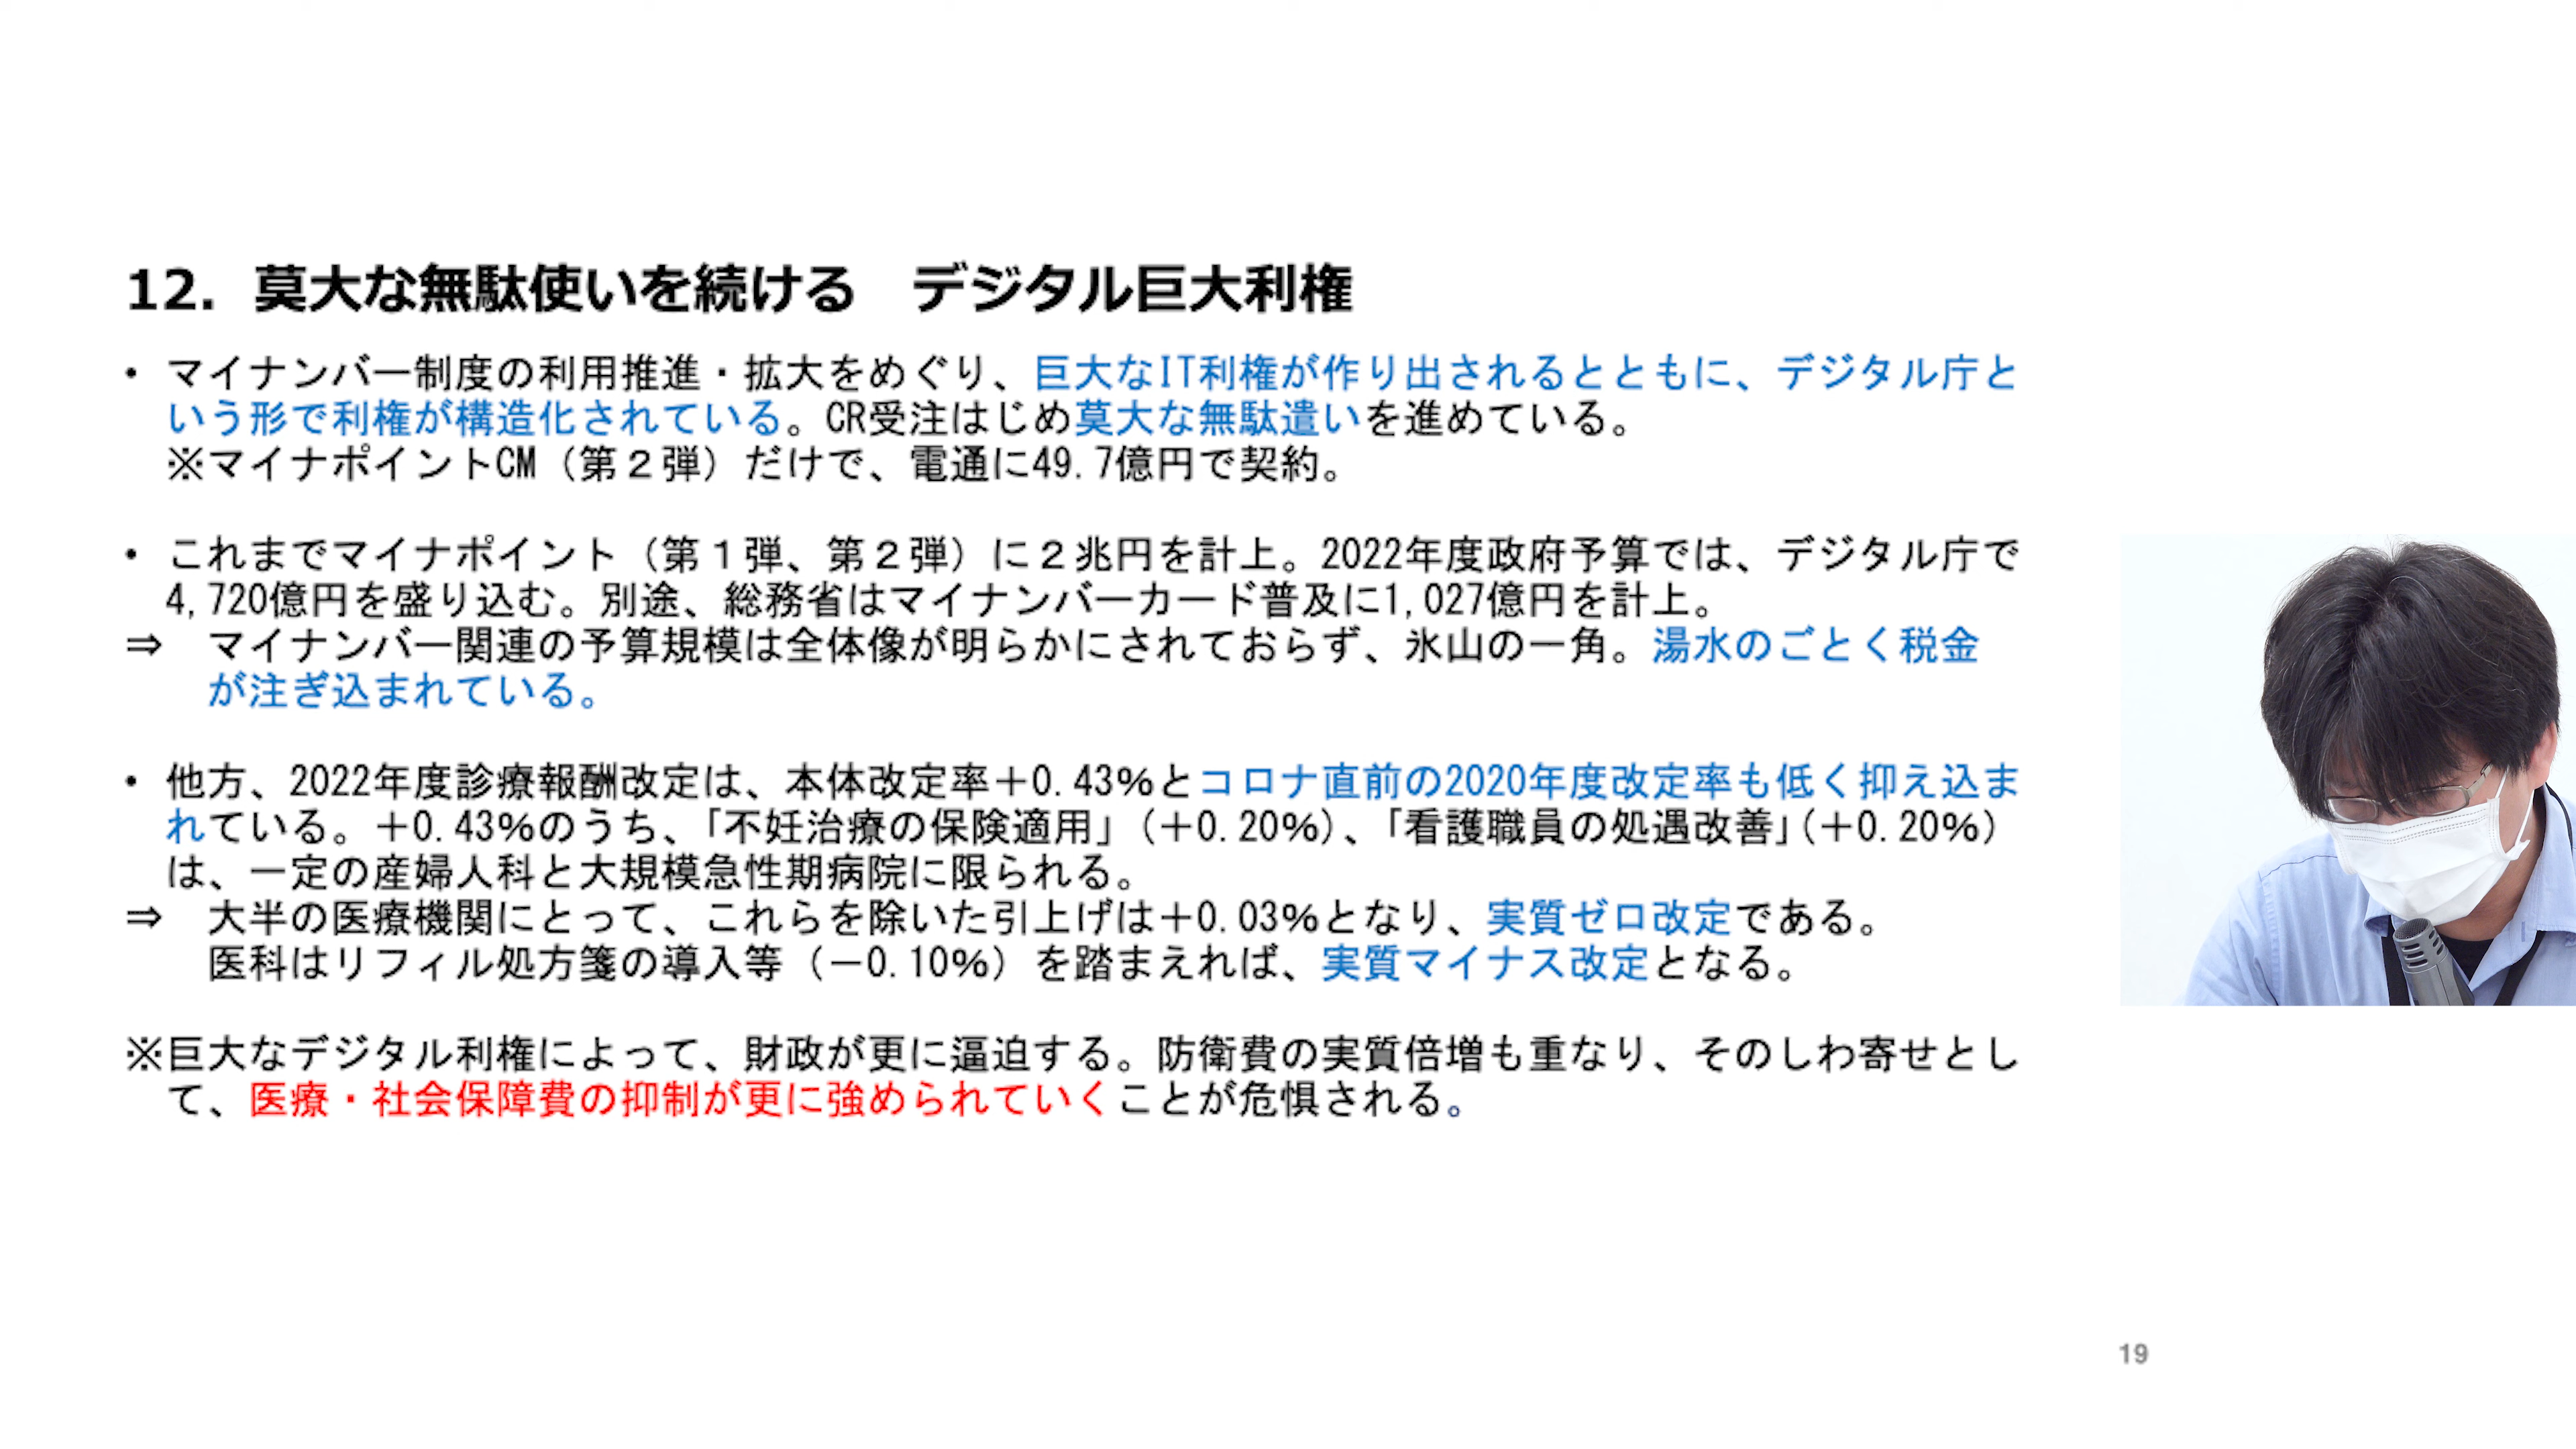 12．莫大な無駄使いを続ける　デジタル巨大利権
• マイナンバー制度の利用推進・拡大をめぐり、巨大なIT利権が作り出されるとともに、デジタル庁と
いう形で利権が構造化されている。CR受注はじめ莫大な無駄遣いを進めている。
※マイナポイントCM（第２弾）だけで、電通に49.7億円で契約。
• これまでマイナポイント（第１弾、第２弾）に２兆円を計上。2022年度政府予算では、デジタル庁で
4,720億円を盛り込む。別途、総務省はマイナンバーカード普及に1,027億円を計上。
⇒　マイナンバー関連の予算規模は全体像が明らかにされておらず、氷山の一角。湯水のごとく税金
が注ぎ込まれている。
• 他方、2022年度診療報酬改定は、本体改定率＋0.43％とコロナ直前の2020年度改定率も低く抑え込ま
れている。＋0.43％のうち、「不妊治療の保険適用」（＋0.20％）、「看護職員の処遇改善」（＋0.20％）
は、一定の産婦人科と大規模急性期病院に限られる。
⇒　大半の医療機関にとって、これらを除いた引上げは＋0.03％となり、実質ゼロ改定である。
医科はリフィル処方箋の導入等（－0.10％）を踏まえれば、実質マイナス改定となる。
※巨大なデジタル利権によって、財政が更に逼迫する。防衛費の実質倍増も重なり、そのしわ寄せとし
て、医療・社会保障費の抑制が更に強められていくことが危惧される。
19